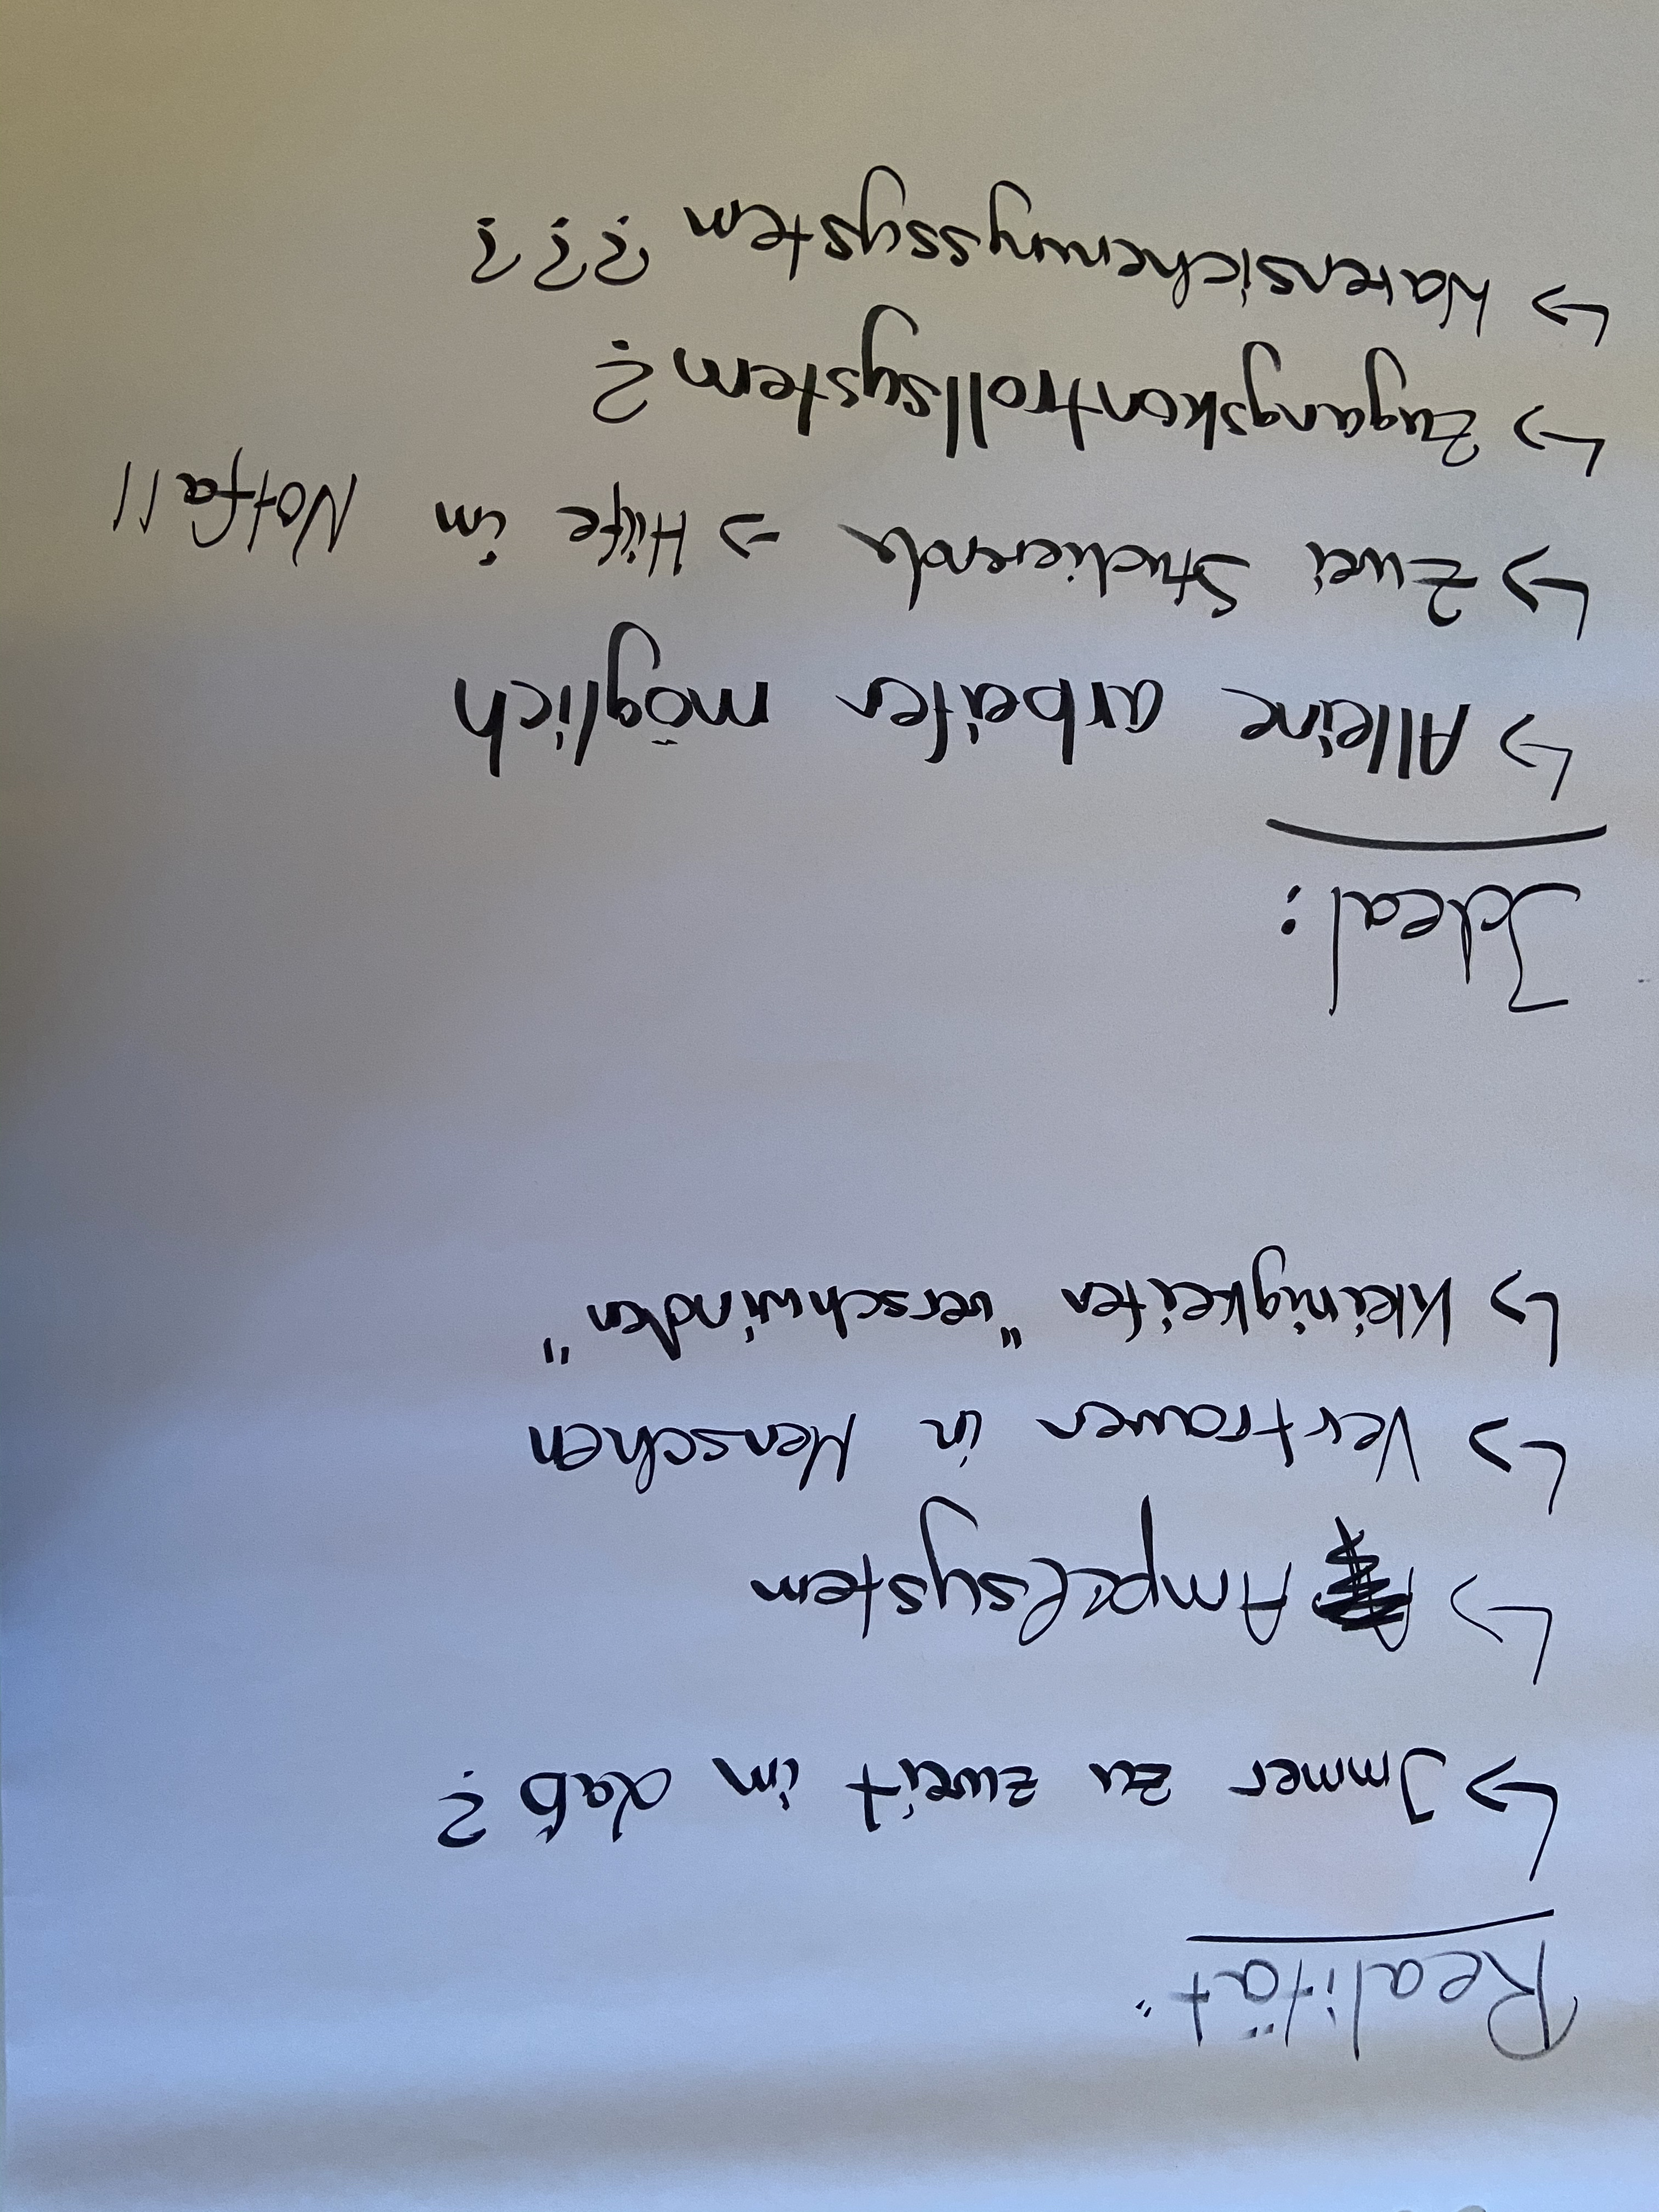 Realität"
↳ Immer zu zweit im Lab?
↳ Ampelsystem
↳ Vertrauen in Menschen
↳ Kleinigkeiten "verschwinden"
Ideal:
↳ Alleine arbeiten möglich
↳ Zwei Studierende -> Hilfe im Notfall
↳ Zugangskontrollsystem?
↳ Warensicherungssystem ???